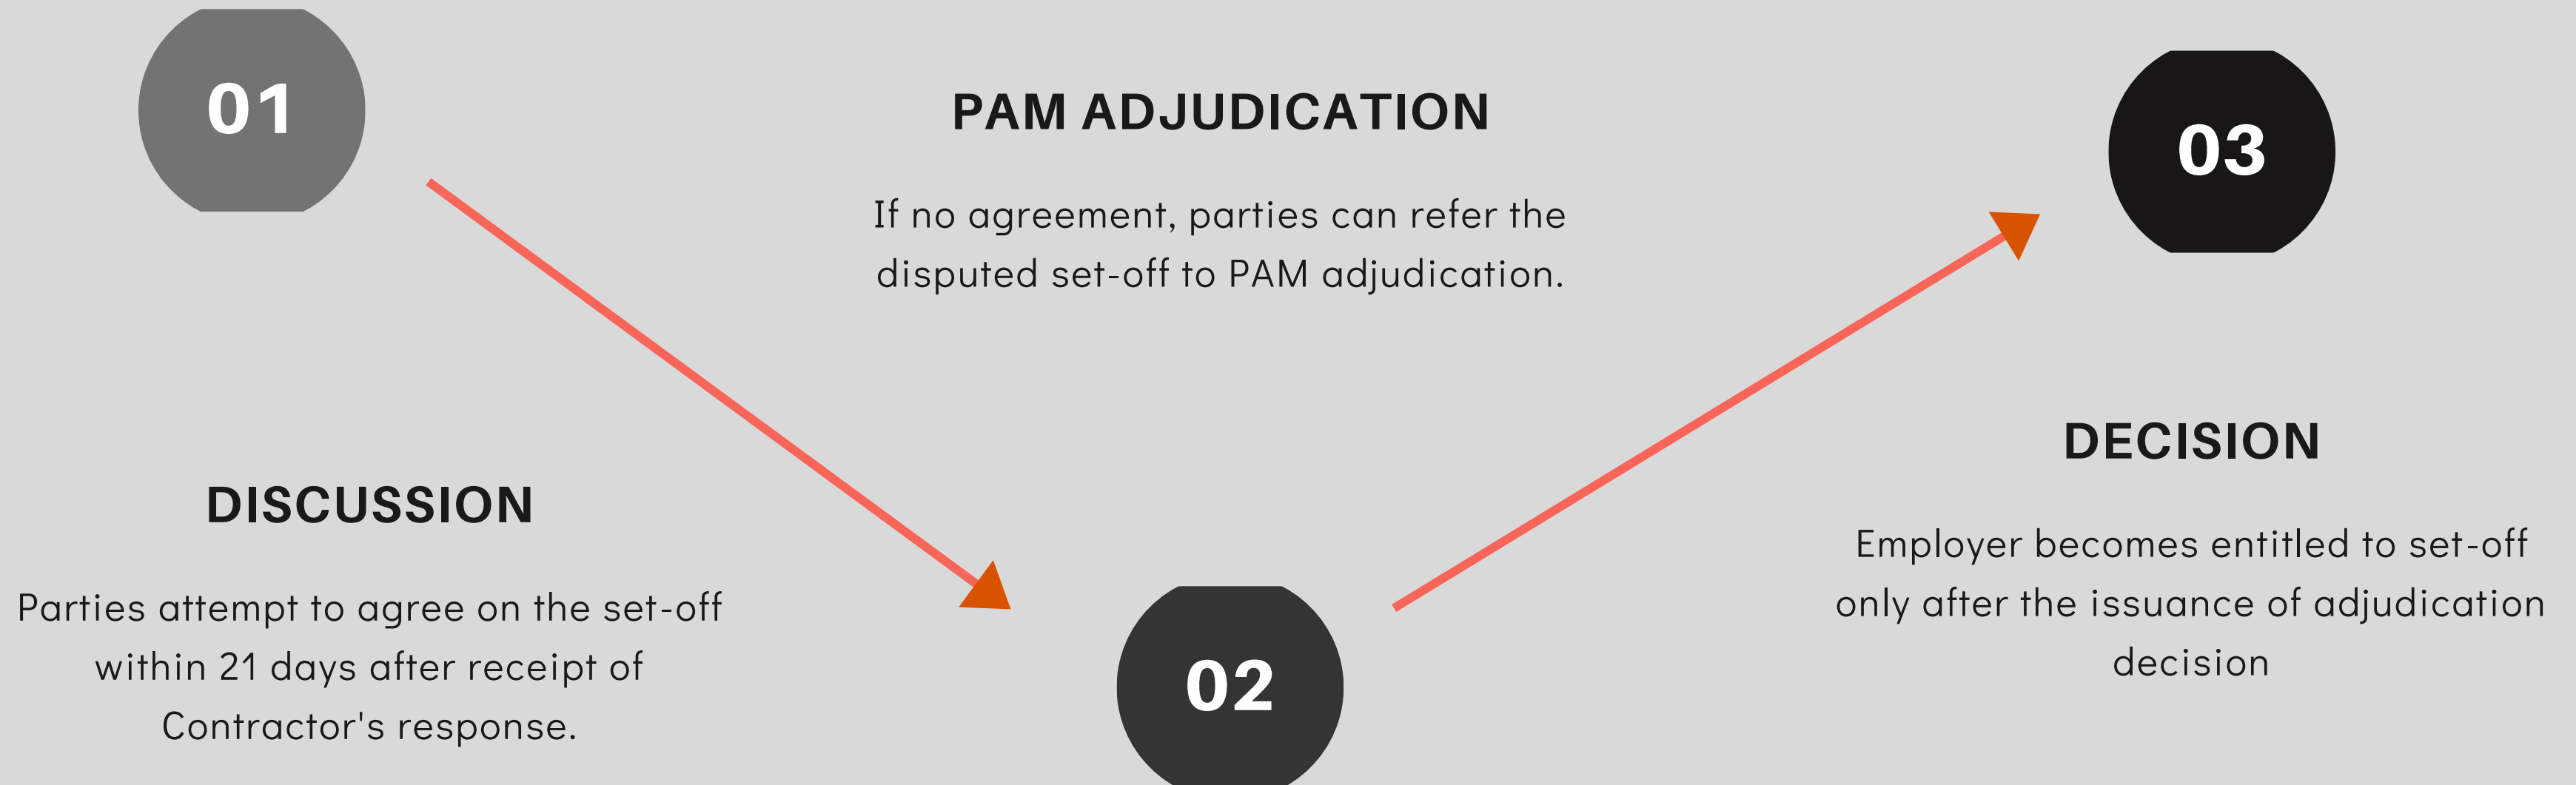 01
DISCUSSION
Parties attempt to agree on the set-off
within 21 days after receipt of
Contractor's response.
PAM ADJUDICATION
If no agreement, parties can refer the
disputed set-off to PAM adjudication.
02
03
DECISION
Employer becomes entitled to set-off
only after the issuance of adjudication
decision